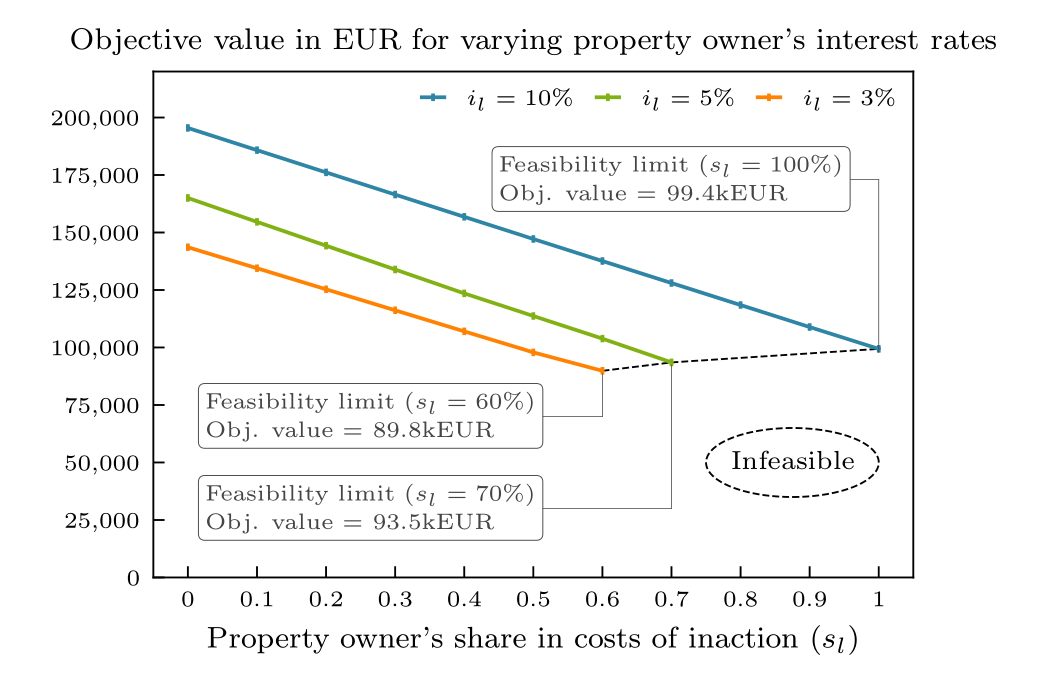 Objective value in EUR for varying property owner's interest rates
i_l = 10% i_l = 5% i_l = 3%
200,000
175,000
150,000
125,000
100,000
75,000
50,000
25,000
0
Feasibility limit (s_l = 100%)
Obj. value = 99.4kEUR
Feasibility limit (s_l = 60%)
Obj. value = 89.8kEUR
Infeasible
Feasibility limit (s_l = 70%)
Obj. value = 93.5kEUR
0 0.1 0.2 0.3 0.4 0.5 0.6 0.7 0.8 0.9 1
Property owner's share in costs of inaction (s_l)